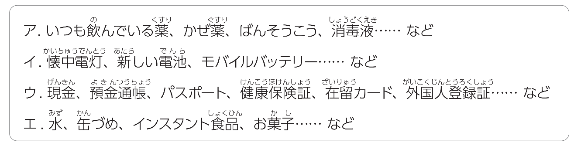 ア. いつも飲んでいる薬、かぜ薬、ばんそうこう、消毒液…… など
イ. 懐中電灯、新しい電池、モバイルバッテリー…… など
ウ. 現金、預金通帳、パスポート、健康保険証、在留カード、外国人登録証…… など
エ. 水、缶づめ、インスタント食品、お菓子…… など